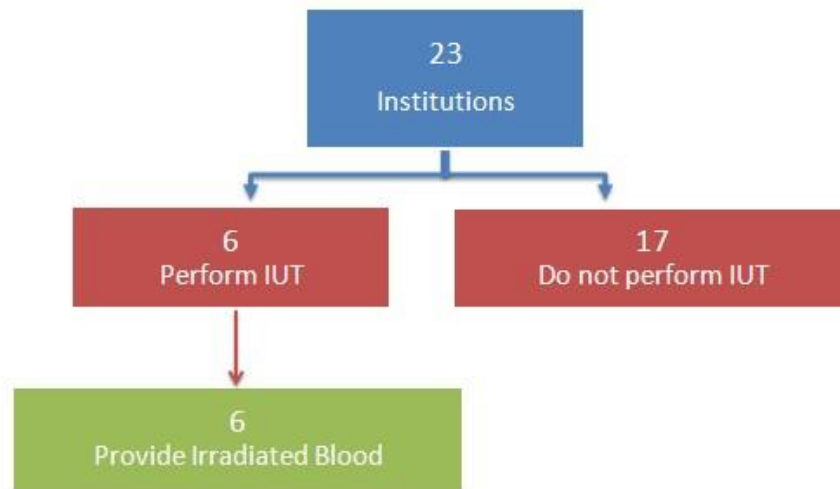 23
Institutions
6
Perform IUT
17
Do not perform IUT
6
Provide Irradiated Blood